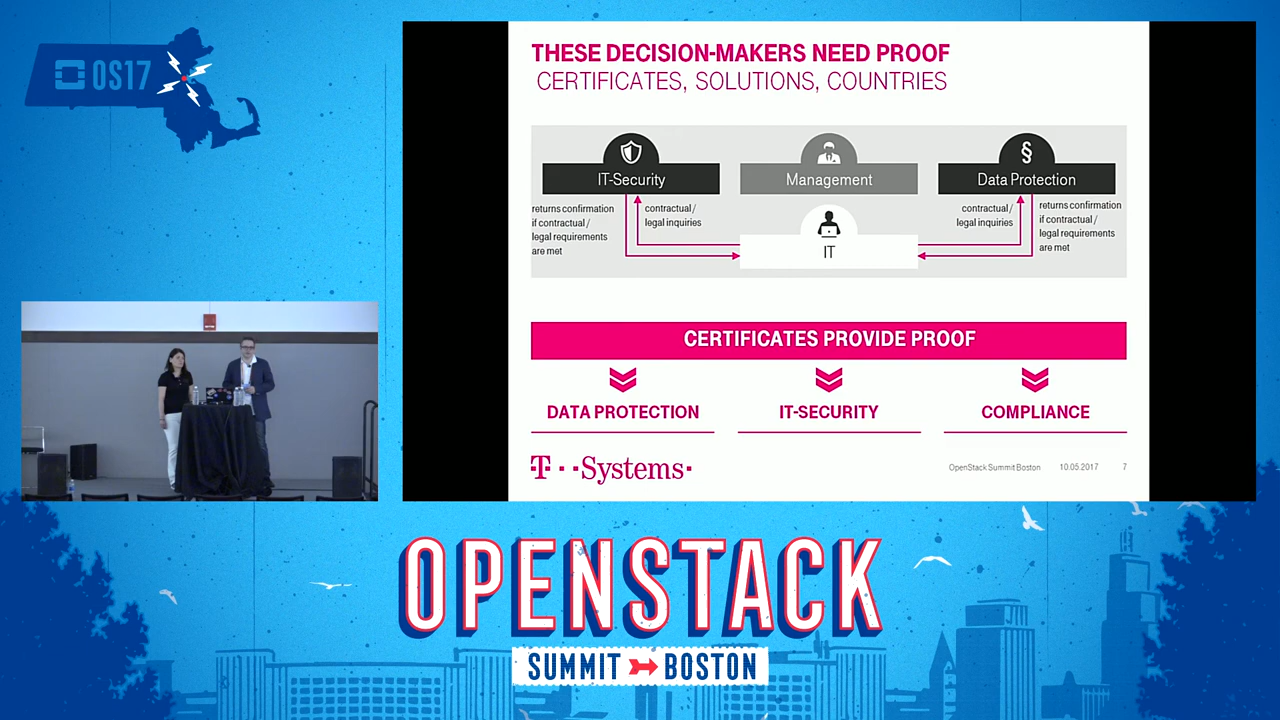 OS17
THESE DECISION-MAKERS NEED PROOF
CERTIFICATES, SOLUTIONS, COUNTRIES
IT-Security
Management
§
Data Protection
returns confirmation
if contractual /
legal requirements
are met
contractual /
legal inquiries
IT
contractual /
legal inquiries
returns confirmation
if contractual /
legal requirements
are met
CERTIFICATES PROVIDE PROOF
DATA PROTECTION
IT-SECURITY
COMPLIANCE
T··Systems·
OpenStack Summit Boston
10.05.2017
7
OPENSTACK
SUMMIT BOSTON